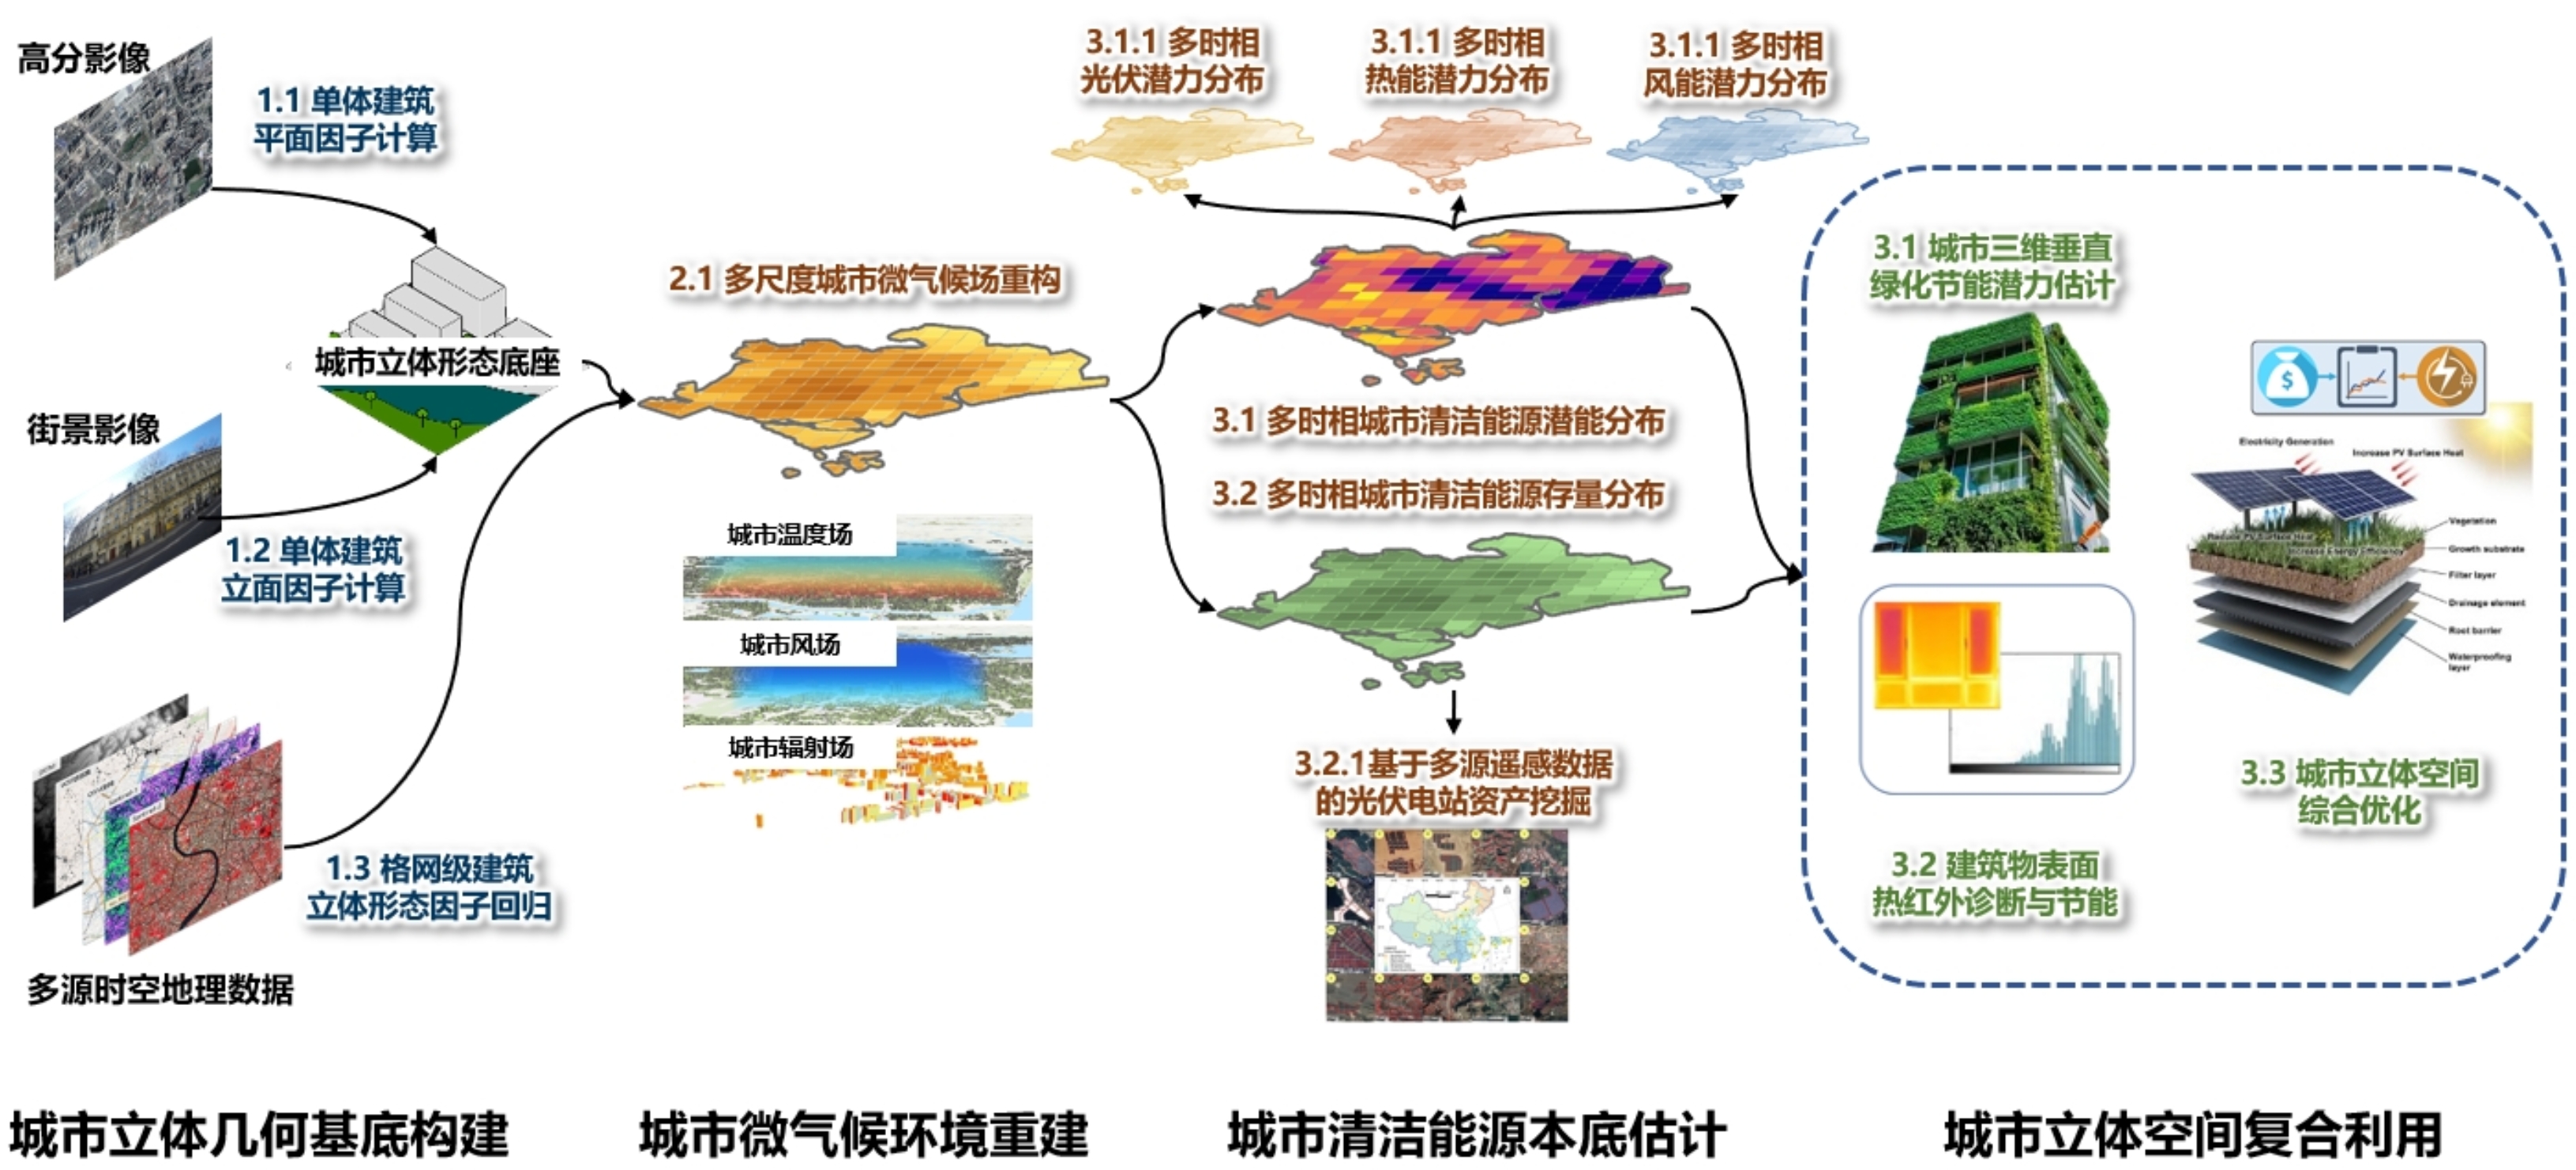 高分影像
1.1 单体建筑
平面因子计算
城市立体形态底座
街景影像
1.2 单体建筑
立面因子计算
1.3 格网级建筑
立体形态因子回归
多源时空地理数据
城市立体几何基底构建
2.1 多尺度城市微气候场重构
城市温度场
城市风场
城市辐射场
城市微气候环境重建
3.1.1 多时相
光伏潜力分布
3.1.1 多时相
热能潜力分布
3.1.1 多时相
风能潜力分布
3.1 多时相城市清洁能源潜能分布
3.2 多时相城市清洁能源存量分布
3.2.1基于多源遥感数据
的光伏电站资产挖掘
城市清洁能源本底估计
3.1 城市三维垂直
绿化节能潜力估计
3.2 建筑物表面
热红外诊断与节能
$
Electricity Generation
Increase PV Surface Heat
Reduce PV Surface Heat
Increase Energy Efficiency
Vegetation
Growth substrate
Filter layer
Drainage element
Root barrier
Waterproofing
layer
3.3 城市立体空间
综合优化
城市立体空间复合利用